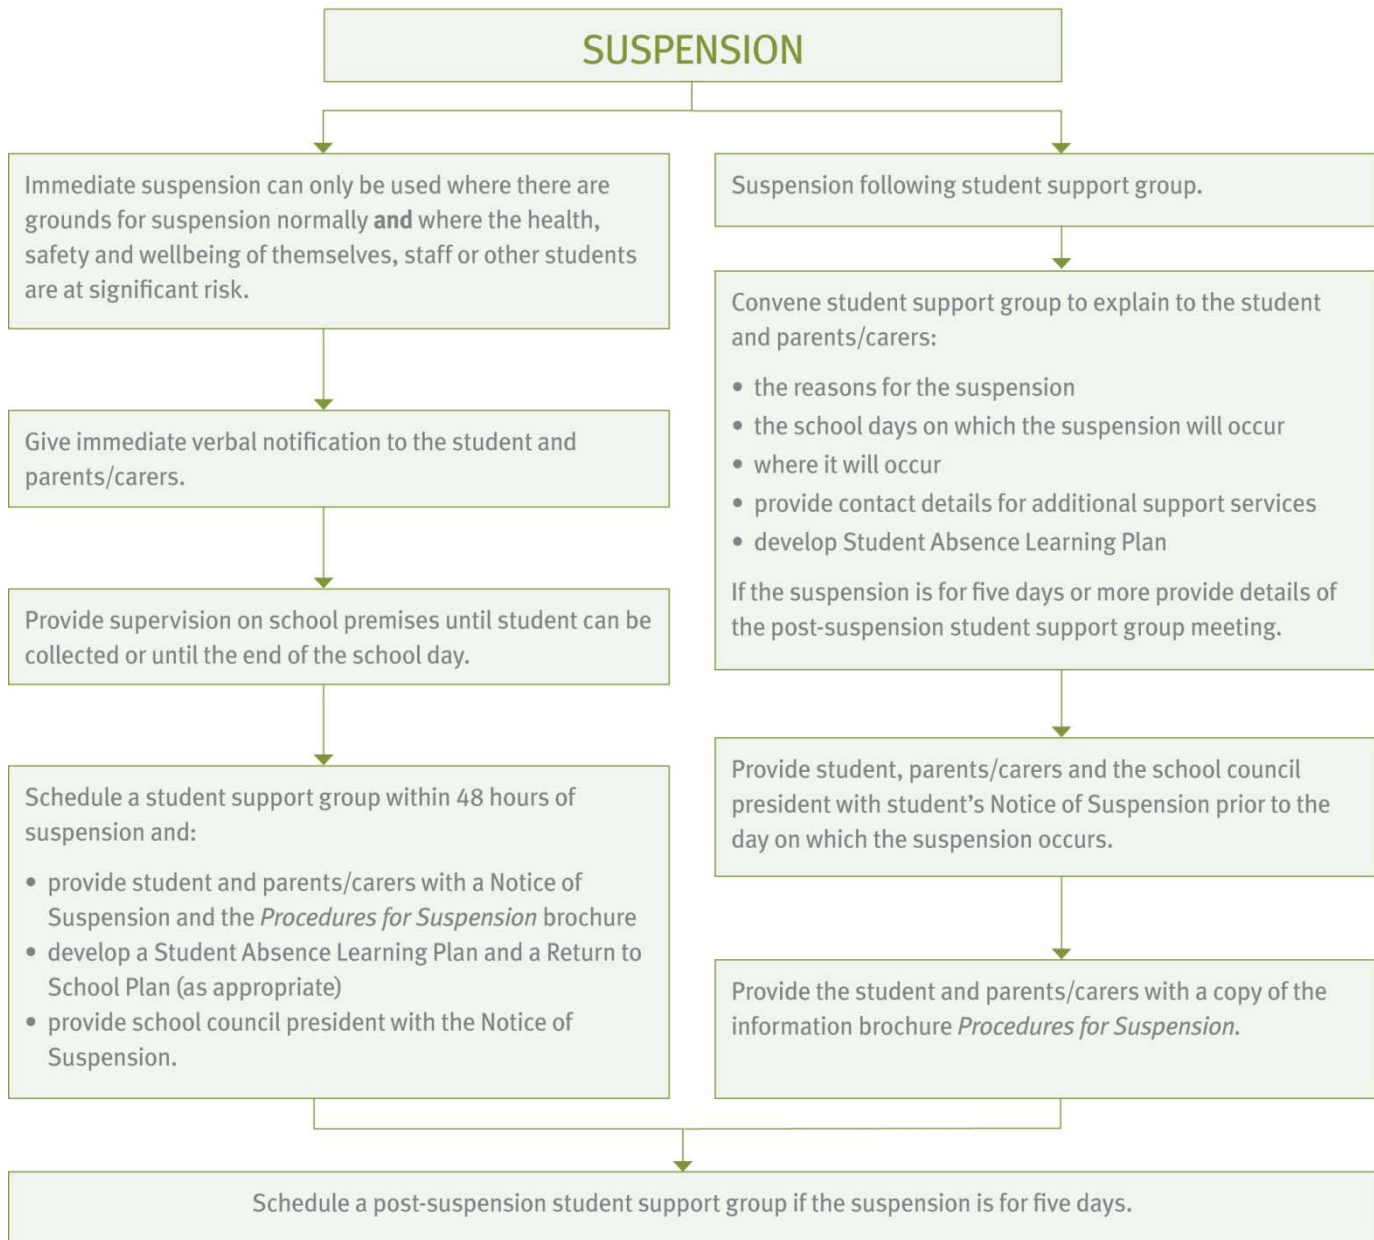 SUSPENSION
Immediate suspension can only be used where there are
grounds for suspension normally and where the health,
safety and wellbeing of themselves, staff or other students
are at significant risk.
Give immediate verbal notification to the student and
parents/carers.
Provide supervision on school premises until student can be
collected or until the end of the school day.
Schedule a student support group within 48 hours of
suspension and:
• provide student and parents/carers with a Notice of
Suspension and the Procedures for Suspension brochure
• develop a Student Absence Learning Plan and a Return to
School Plan (as appropriate)
• provide school council president with the Notice of
Suspension.
Suspension following student support group.
Convene student support group to explain to the student
and parents/carers:
• the reasons for the suspension
• the school days on which the suspension will occur
• where it will occur
• provide contact details for additional support services
• develop Student Absence Learning Plan
If the suspension is for five days or more provide details of
the post-suspension student support group meeting.
Provide student, parents/carers and the school council
president with student’s Notice of Suspension prior to the
day on which the suspension occurs.
Provide the student and parents/carers with a copy of the
information brochure Procedures for Suspension.
Schedule a post-suspension student support group if the suspension is for five days.